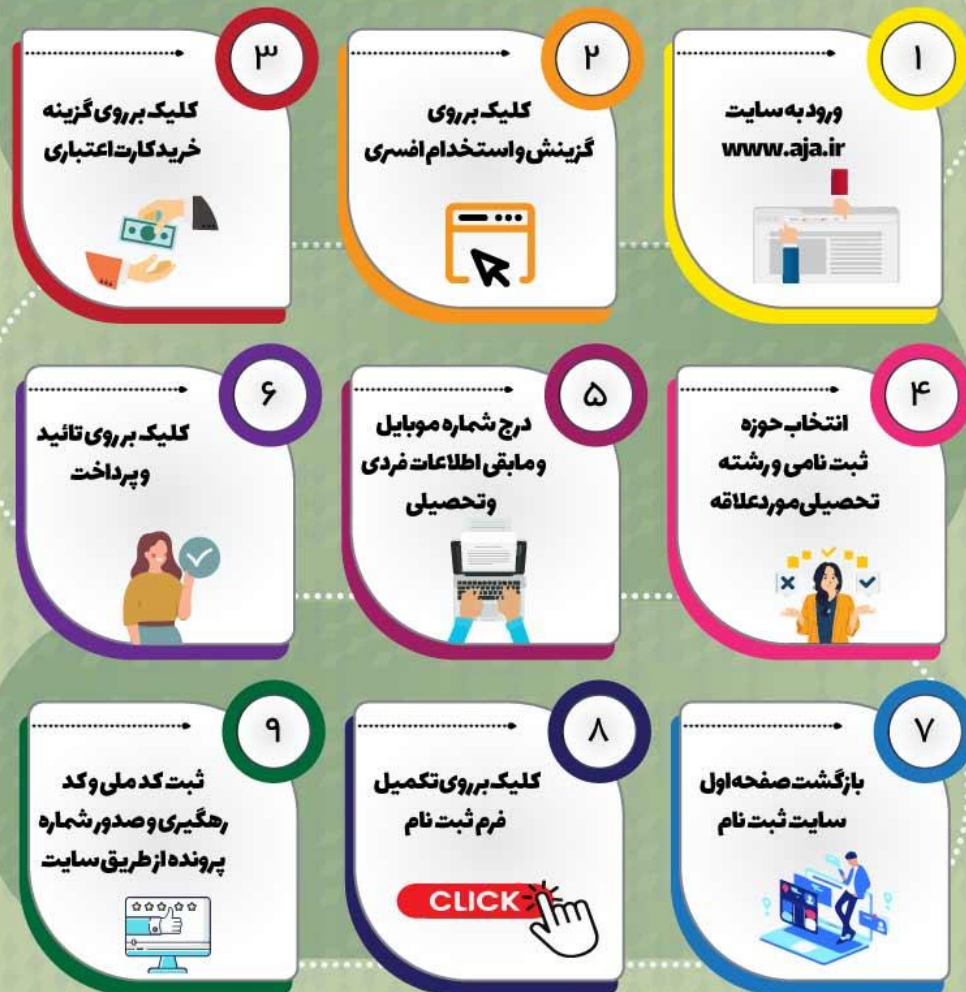 ۱
ورود به سایت
www.aja.ir
۲
کلیک بر روی
گزینش و استخدام افسری
۳
کلیک بر روی گزینه
خرید کارت اعتباری
۴
انتخاب حوزه
ثبت نامی و رشته
تحصیلی مورد علاقه
۵
درج شماره موبایل
و مابقی اطلاعات فردی
و تحصیلی
۶
کلیک بر روی تائید
و پرداخت
۷
بازگشت صفحه اول
سایت ثبت نام
۸
کلیک بر روی تکمیل
فرم ثبت نام
CLICK
۹
ثبت کد ملی و کد
رهگیری و صدور شماره
پرونده از طریق سایت